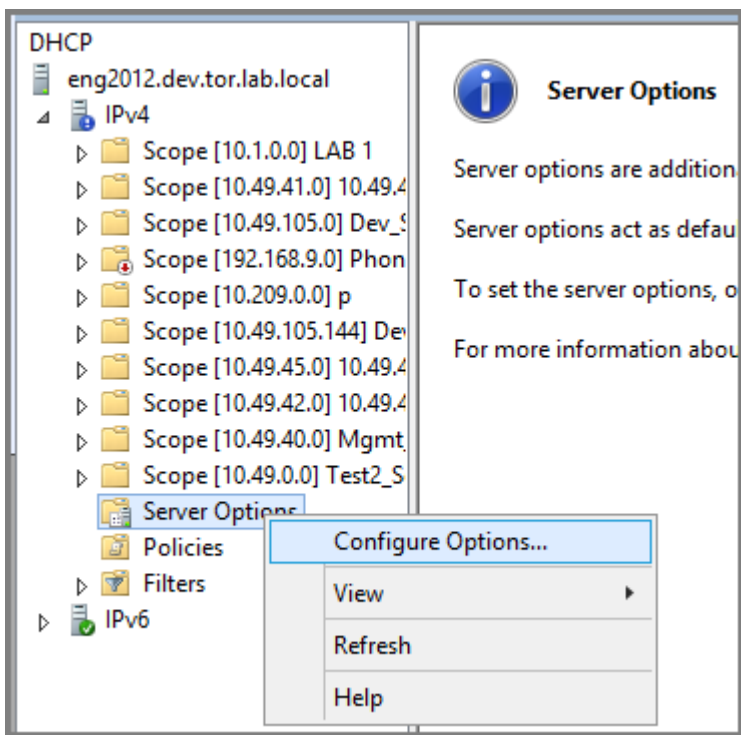 DHCP
eng2012.dev.tor.lab.local
IPv4
Scope [10.1.0.0] LAB 1
Scope [10.49.41.0] 10.49.4
Scope [10.49.105.0] Dev_S
Scope [192.168.9.0] Phon
Scope [10.209.0.0] p
Scope [10.49.105.144] Dev
Scope [10.49.45.0] 10.49.4
Scope [10.49.42.0] 10.49.4
Scope [10.49.40.0] Mgmt_
Scope [10.49.0.0] Test2_S
Server Options
Policies
Filters
IPv6
Configure Options...
View
Refresh
Help
Server Options
Server options are addition
Server options act as defau
To set the server options, o
For more information abou